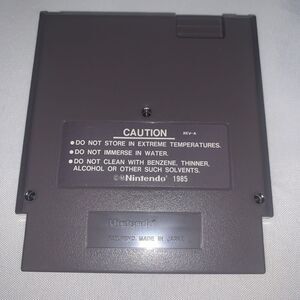 CAUTION REV-A
•DO NOT STORE IN EXTREME TEMPERATURES.
•DO NOT IMMERSE IN WATER.
•DO NOT CLEAN WITH BENZENE, THINNER,
ALCOHOL OR OTHER SUCH SOLVENTS.
©Ⓜ Nintendo 1985
Nintendo
MADE IN JAPAN